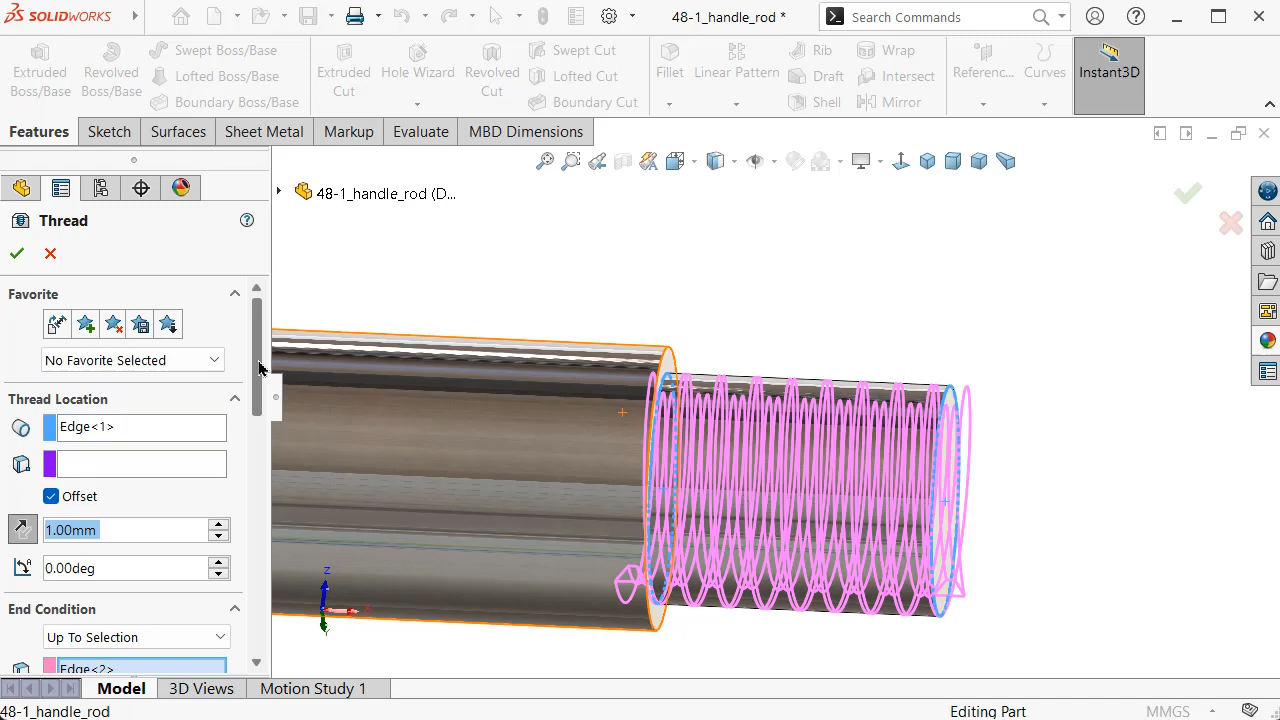 SOLIDWORKS
48-1_handle_rod *
Search Commands
Extruded Boss/Base
Revolved Boss/Base
Swept Boss/Base
Lofted Boss/Base
Boundary Boss/Base
Extruded Cut
Hole Wizard
Revolved Cut
Swept Cut
Lofted Cut
Boundary Cut
Fillet
Linear Pattern
Rib
Draft
Shell
Wrap
Intersect
Mirror
Referenc...
Curves
Instant3D
Features
Sketch
Surfaces
Sheet Metal
Markup
Evaluate
MBD Dimensions
48-1_handle_rod (D...
Thread
Favorite
No Favorite Selected
Thread Location
Edge<1>
Offset
1.00mm
0.00deg
End Condition
Up To Selection
Edge<2>
z
x
Model
3D Views
Motion Study 1
48-1_handle_rod
Editing Part
MMGS